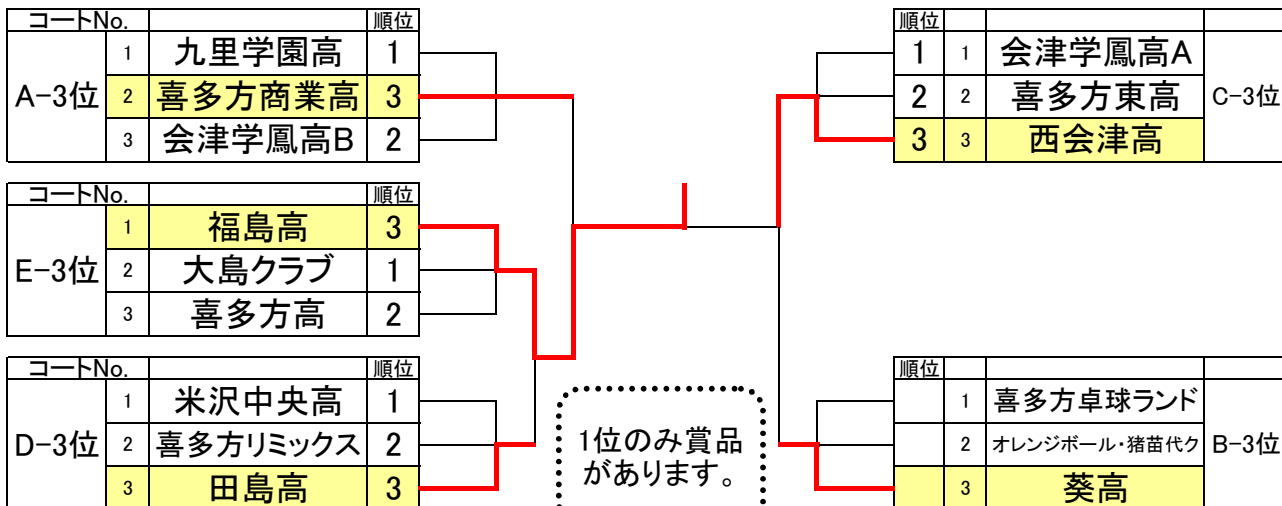 コートNo. 順位
A-3位
1 九里学園高 1
2 喜多方商業高 3
3 会津学鳳高B 2
コートNo. 順位
E-3位
1 福島高 3
2 大島クラブ 1
3 喜多方高 2
コートNo. 順位
D-3位
1 米沢中央高 1
2 喜多方リミックス 2
3 田島高 3
1位のみ賞品
があります。
順位
1 1 会津学鳳高A
2 2 喜多方東高
3 3 西会津高
C-3位
順位
1 喜多方卓球ランド
2 オレンジボール・猪苗代ク
3 葵高
B-3位